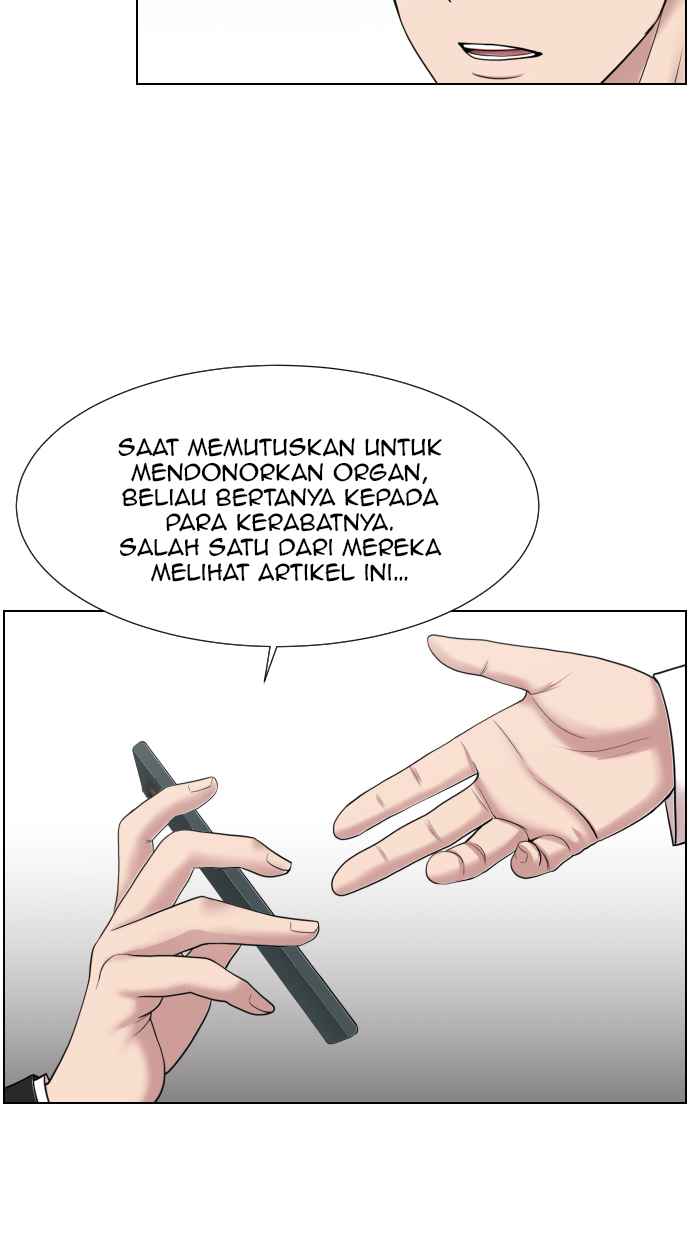 SAAT MEMUTUSKAN UNTUK
MENDONORKAN ORGAN,
BELIAU BERTANYA KEPADA
PARA KERABATNYA.
SALAH SATU DARI MEREKA
MELIHAT ARTIKEL INI...